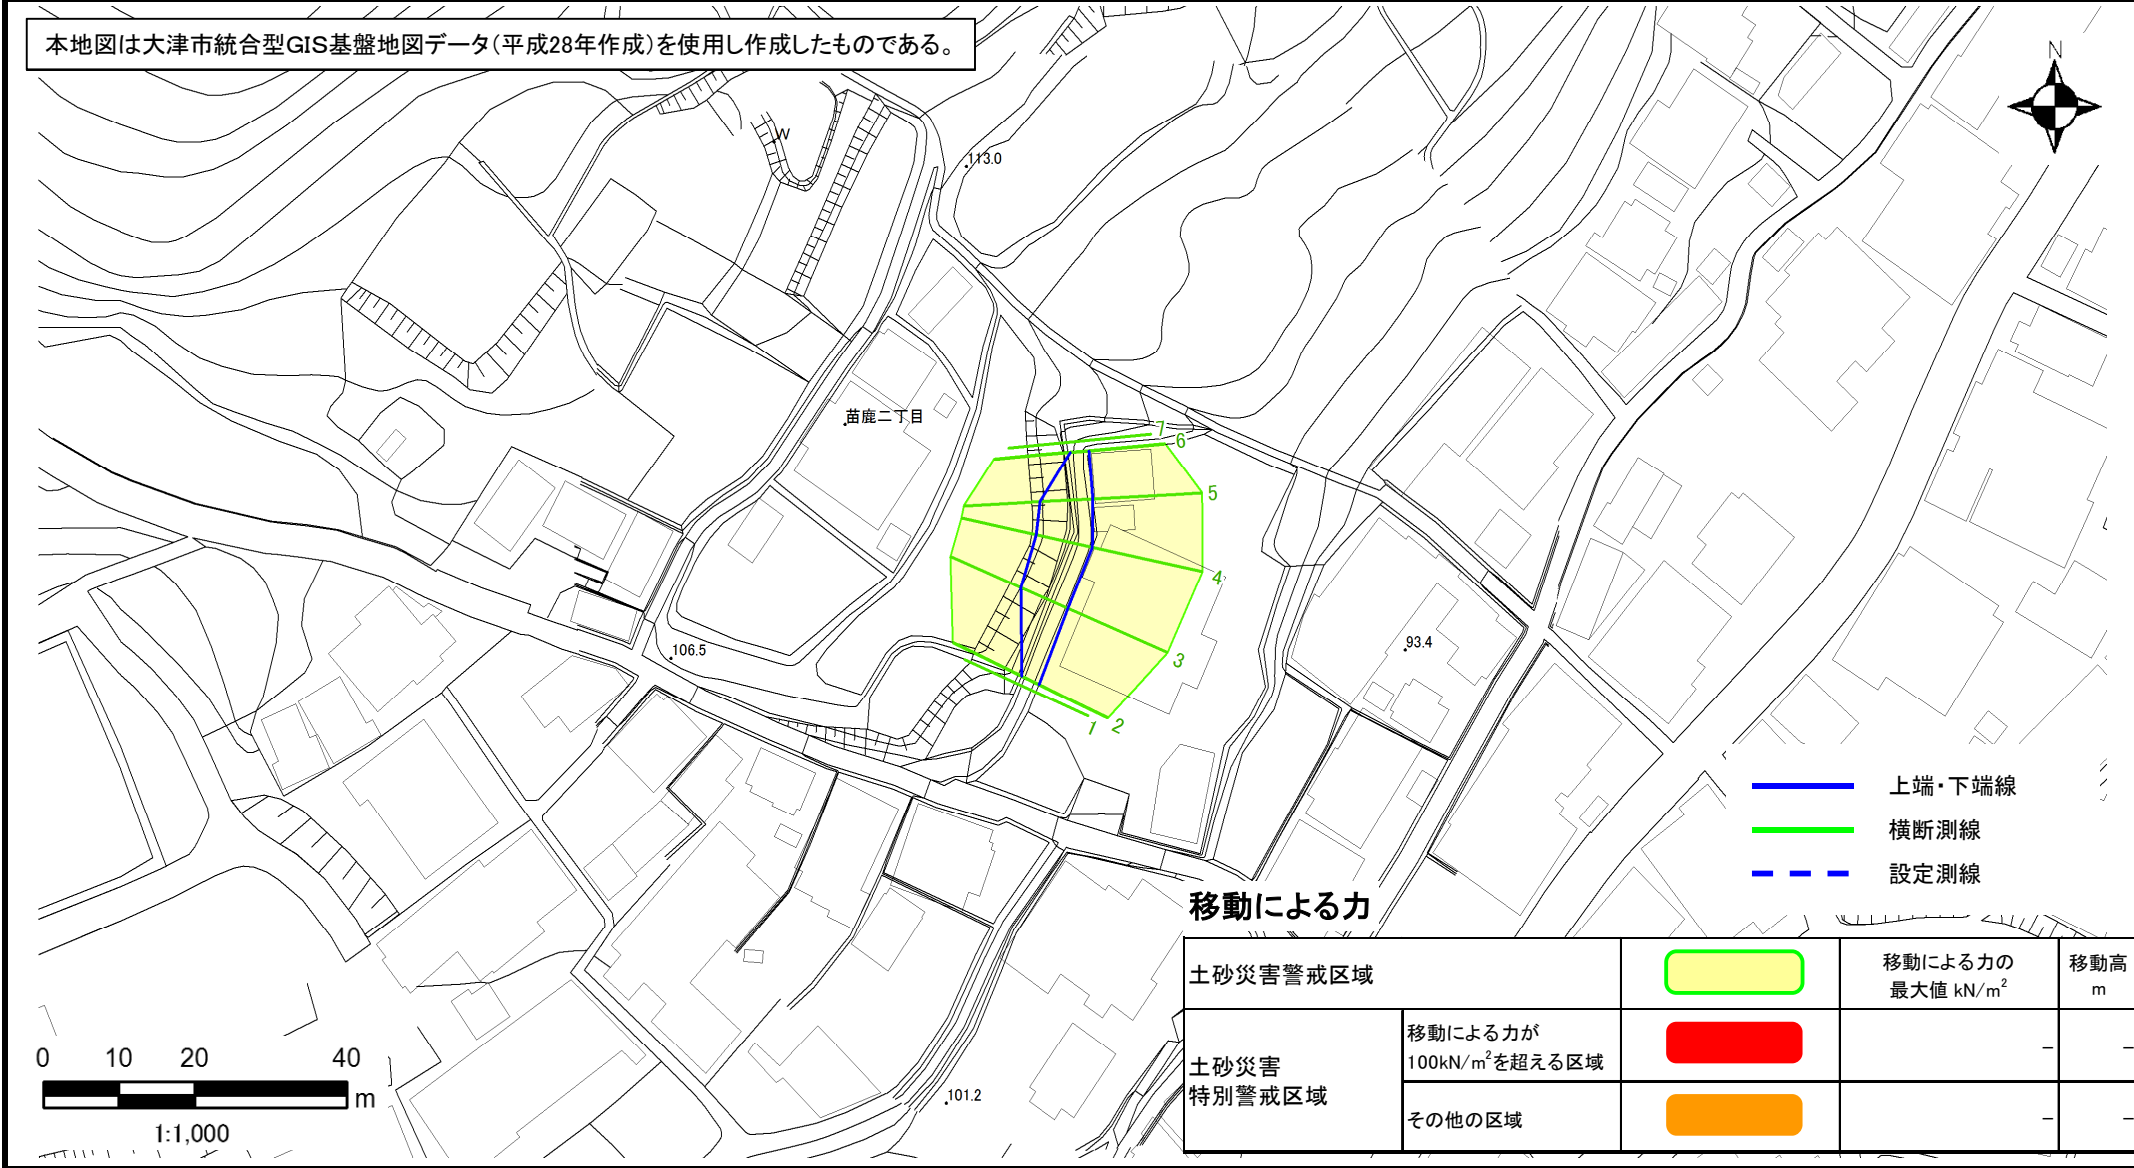 本地図は大津市統合型GIS基盤地図データ(平成28年作成)を使用し作成したものである。
N
W
113.0
苗鹿二丁目
7
6
5
4
3
2
1
106.5
93.4
101.2
上端・下端線
横断測線
設定測線
移動による力
土砂災害警戒区域
移動による力の
最大値 kN/m²
移動高
m
土砂災害
特別警戒区域
移動による力が
100kN/m²を超える区域
－ －
その他の区域
－ －
0 10 20 40
m
1:1,000